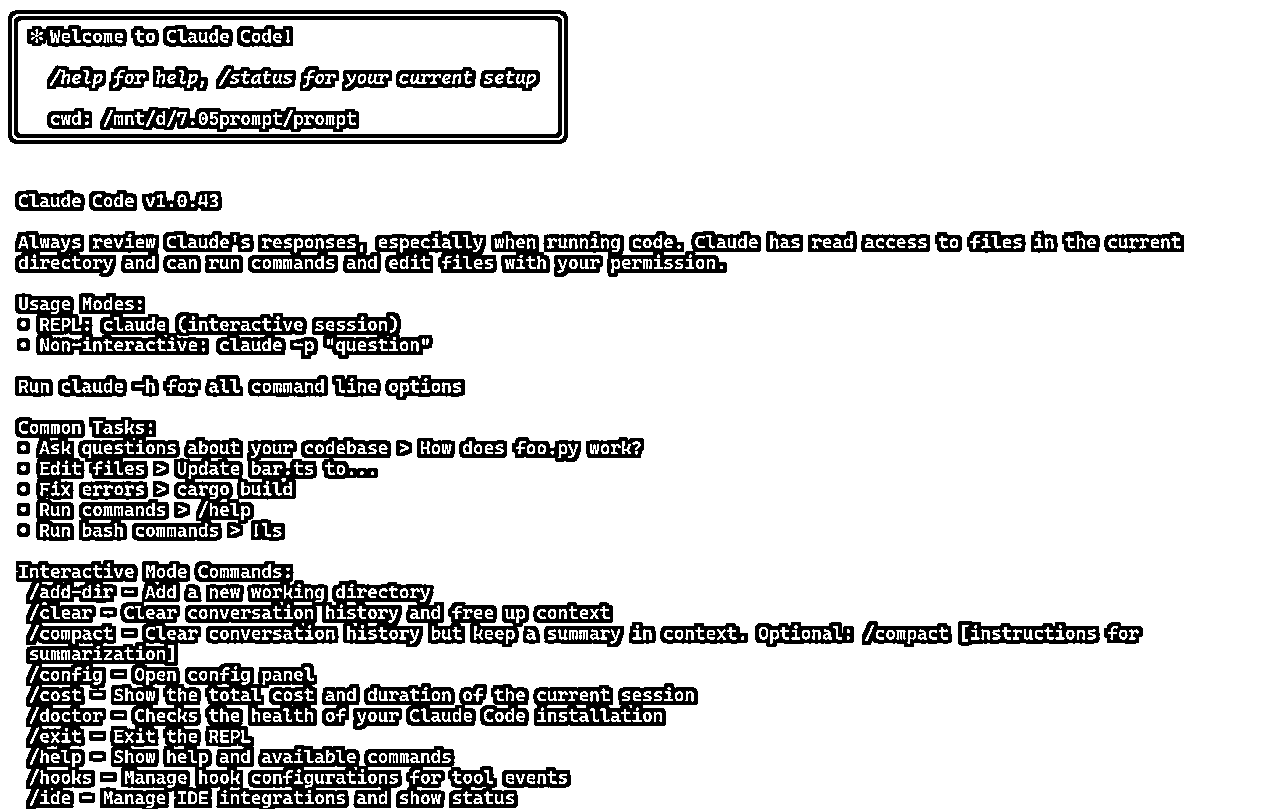 ✻ Welcome to Claude Code!
/help for help, /status for your current setup
cwd: /mnt/d/7.05prompt/prompt
Claude Code v1.0.43
Always review Claude's responses, especially when running code. Claude has read access to files in the current
directory and can run commands and edit files with your permission.
Usage Modes:
• REPL: claude (interactive session)
• Non-interactive: claude -p "question"
Run claude -h for all command line options
Common Tasks:
• Ask questions about your codebase > How does foo.py work?
• Edit files > Update bar.ts to...
• Fix errors > cargo build
• Run commands > /help
• Run bash commands > !ls
Interactive Mode Commands:
/add-dir - Add a new working directory
/clear - Clear conversation history and free up context
/compact - Clear conversation history but keep a summary in context. Optional: /compact [instructions for
summarization]
/config - Open config panel
/cost - Show the total cost and duration of the current session
/doctor - Checks the health of your Claude Code installation
/exit - Exit the REPL
/help - Show help and available commands
/hooks - Manage hook configurations for tool events
/ide - Manage IDE integrations and show status